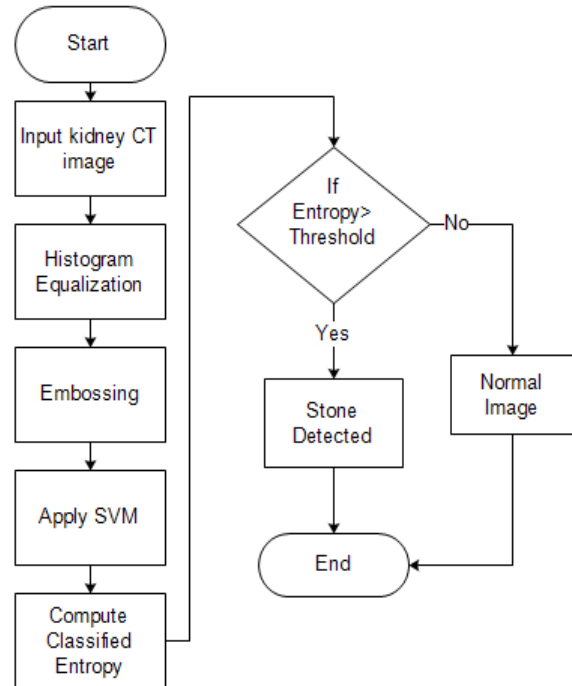 Start
Input kidney CT
image
Histogram
Equalization
Embossing
Apply SVM
Compute
Classified
Entropy
If
Entropy>
Threshold
No
Yes
Stone
Detected
Normal
Image
End